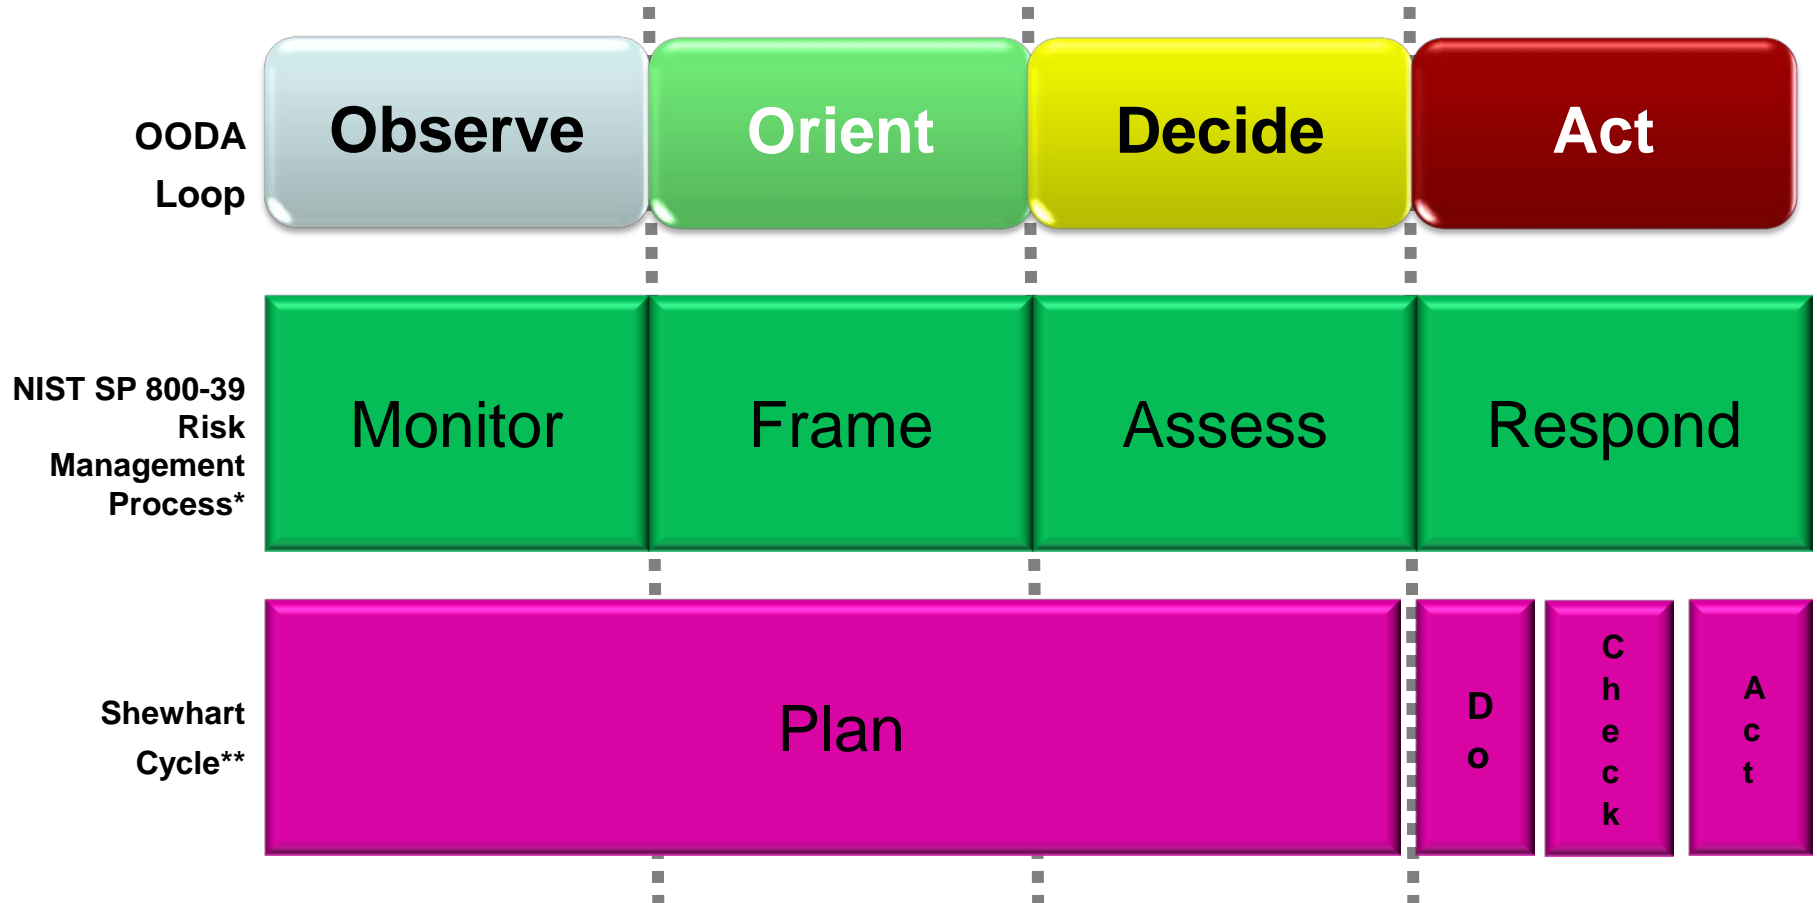 OODA
Loop
Observe
Orient
Decide
Act
NIST SP 800-39
Risk
Management
Process*
Monitor
Frame
Assess
Respond
Shewhart
Cycle**
Plan
D
o
C
h
e
c
k
A
c
t